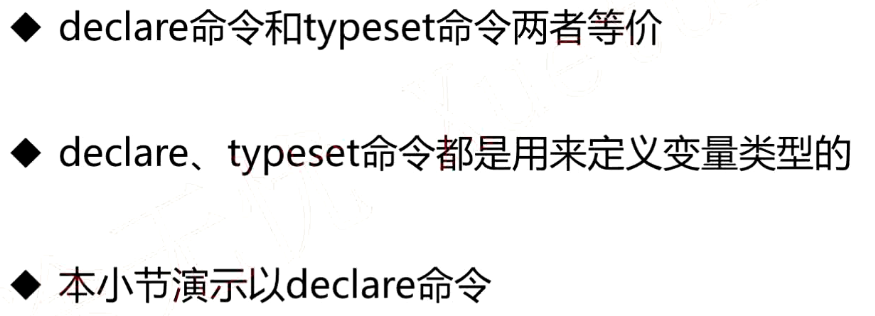 ◆ declare命令和typeset命令两者等价
◆ declare、typeset命令都是用来定义变量类型的
◆ 本小节演示以declare命令